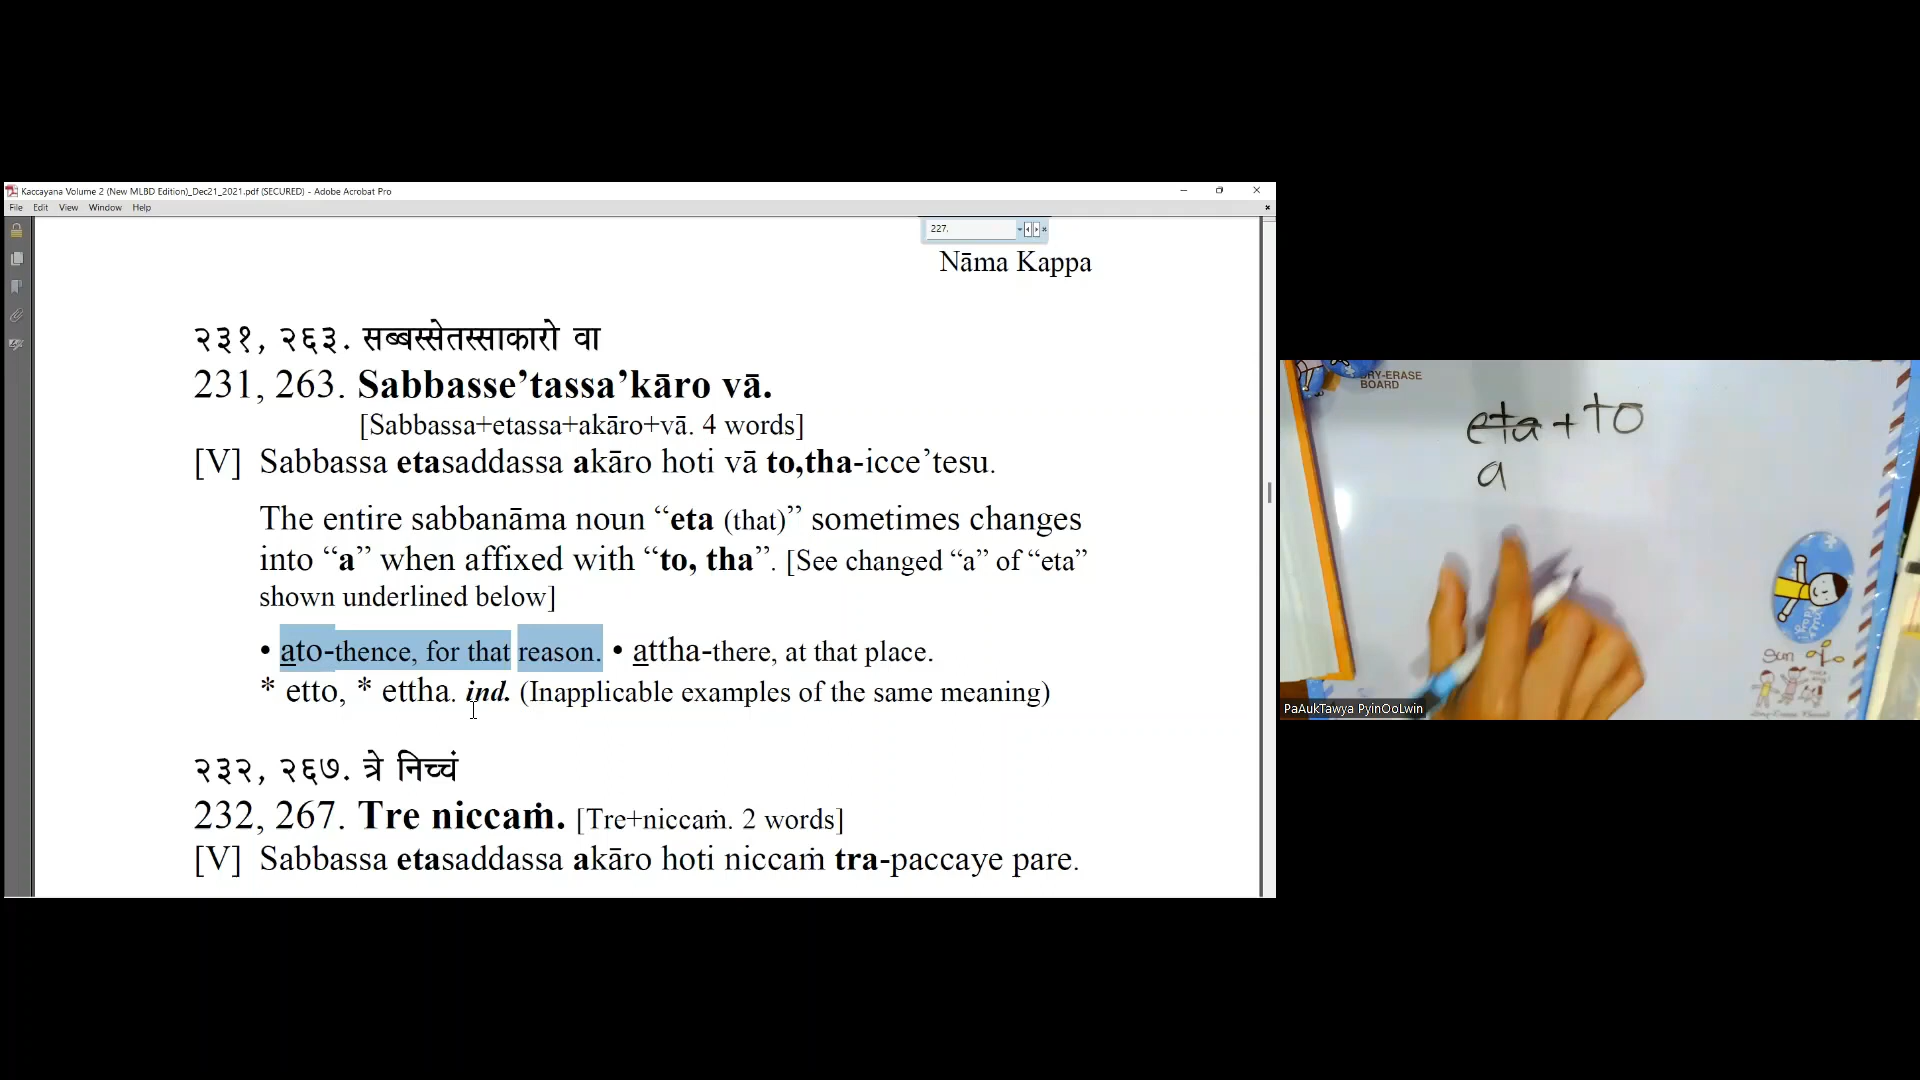 Kaccayana Volume 2 (New MLBD Edition)_Dec21_2021.pdf (SECURED) - Adobe Acrobat Pro
File Edit View Window Help
227.
Nāma Kappa
२३१, २६३. सब्बस्सेतस्साकारो वा
231, 263. Sabbasse’tassa’kāro vā.
[Sabbassa+etassa+akāro+vā. 4 words]
[V] Sabbassa etasaddassa akāro hoti vā to,tha-icce’tesu.
The entire sabbanāma noun “eta (that)” sometimes changes
into “a” when affixed with “to, tha”. [See changed “a” of “eta”
shown underlined below]
• ato-thence, for that reason. • attha-there, at that place.
* etto, * ettha. ind. (Inapplicable examples of the same meaning)
२३२, २६७. त्रे निच्चं
232, 267. Tre niccaṁ. [Tre+niccaṁ. 2 words]
[V] Sabbassa etasaddassa akāro hoti niccaṁ tra-paccaye pare.
DRY-ERASE
BOARD
eta + to
a
Sun
PaAukTawya PyinOoLwin